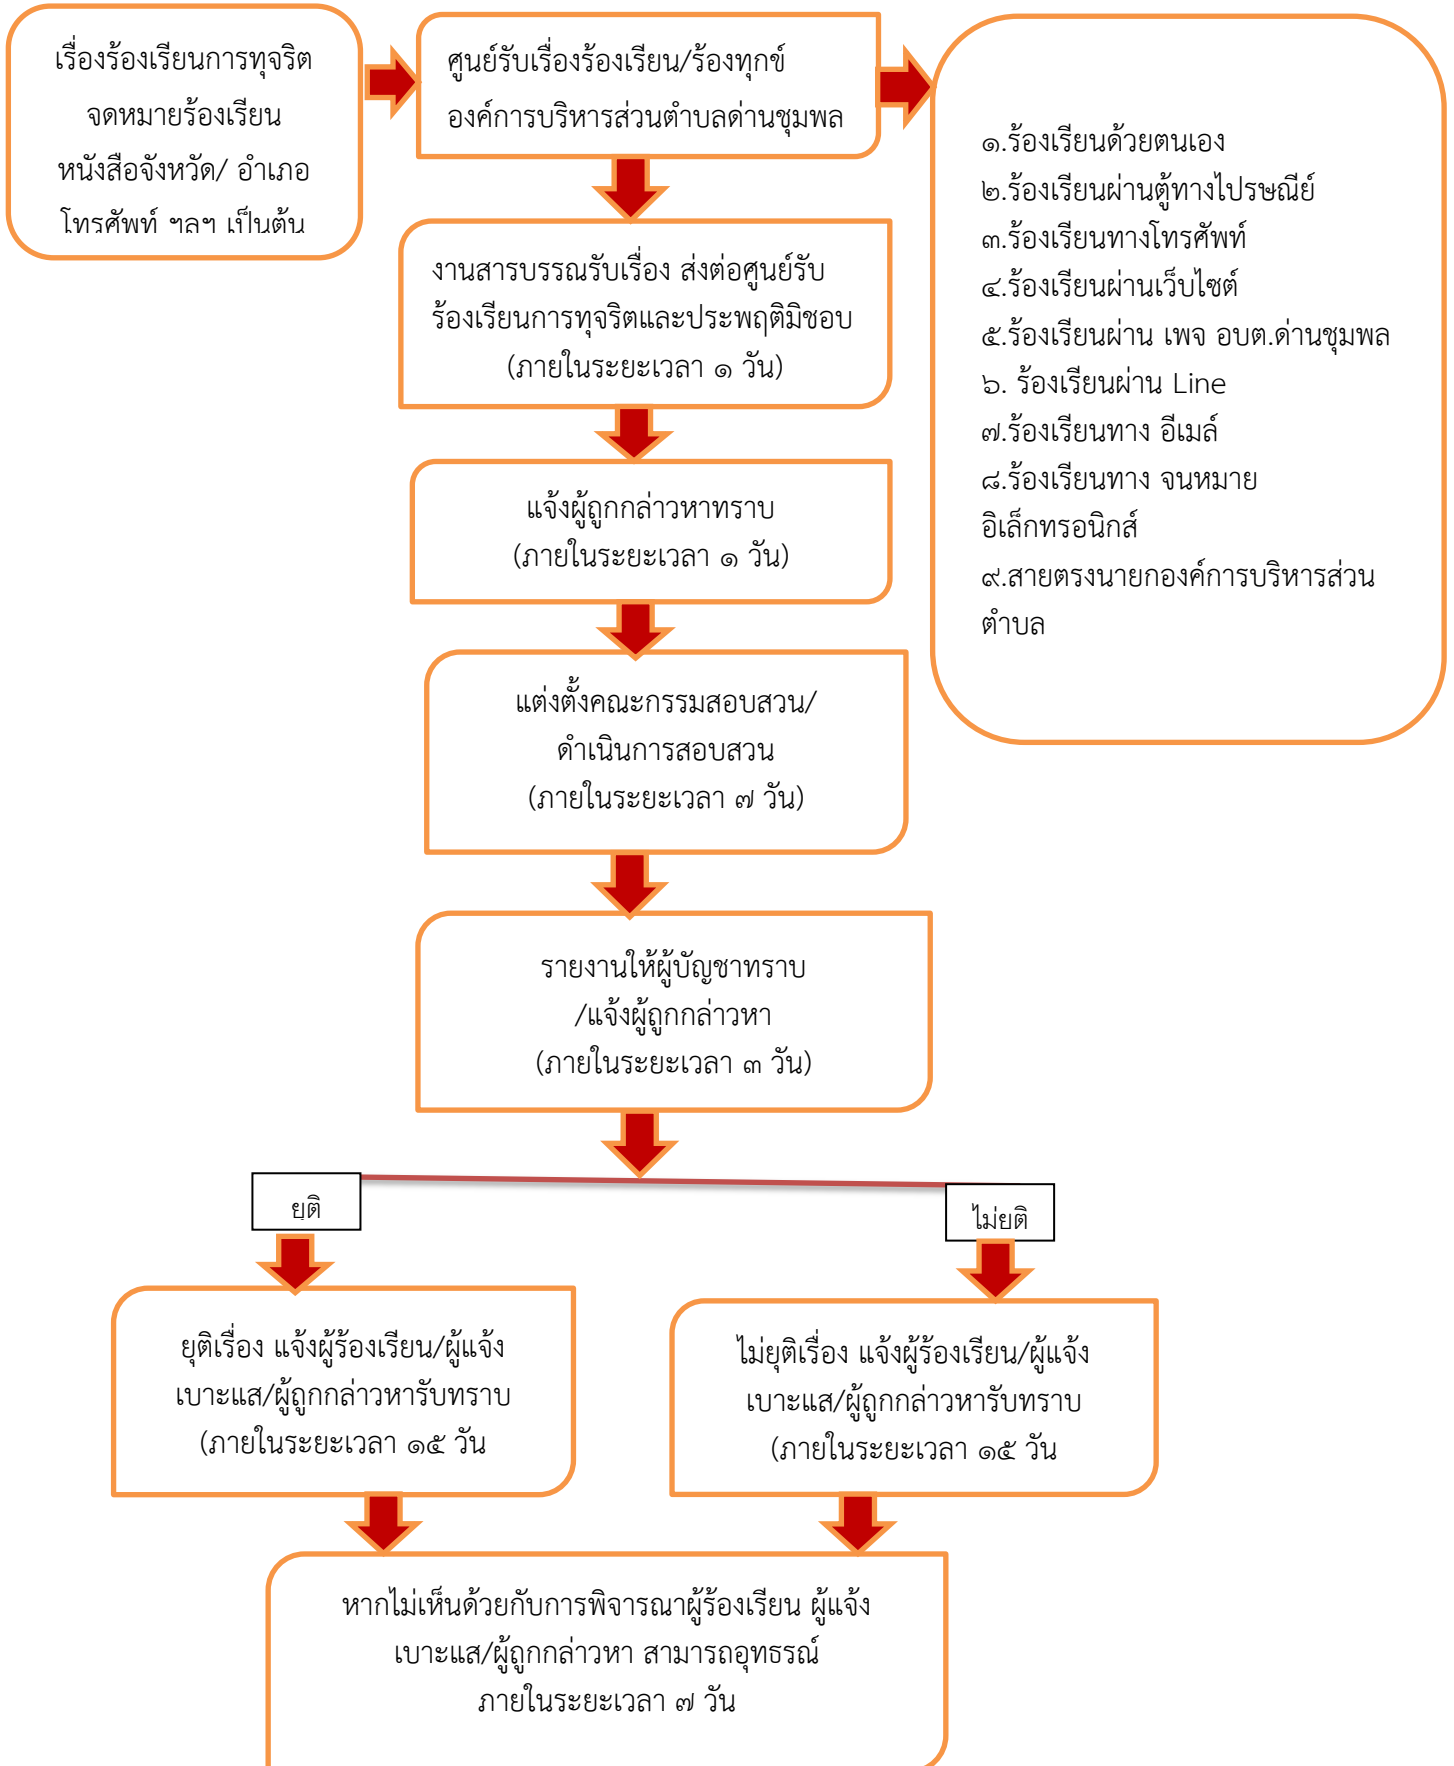 เรื่องร้องเรียนการทุจริต
จดหมายร้องเรียน
หนังสือจังหวัด/ อำเภอ
โทรศัพท์ ฯลฯ เป็นต้น
ศูนย์รับเรื่องร้องเรียน/ร้องทุกข์
องค์การบริหารส่วนตำบลด่านชุมพล
๑.ร้องเรียนด้วยตนเอง
๒.ร้องเรียนผ่านตู้ทางไปรษณีย์
๓.ร้องเรียนทางโทรศัพท์
๔.ร้องเรียนผ่านเว็บไซต์
๕.ร้องเรียนผ่าน เพจ อบต.ด่านชุมพล
๖. ร้องเรียนผ่าน Line
๗.ร้องเรียนทาง อีเมล์
๘.ร้องเรียนทาง จนหมาย
อิเล็กทรอนิกส์
๙.สายตรงนายกองค์การบริหารส่วน
ตำบล
งานสารบรรณรับเรื่อง ส่งต่อศูนย์รับ
ร้องเรียนการทุจริตและประพฤติมิชอบ
(ภายในระยะเวลา ๑ วัน)
แจ้งผู้ถูกกล่าวหาทราบ
(ภายในระยะเวลา ๑ วัน)
แต่งตั้งคณะกรรมสอบสวน/
ดำเนินการสอบสวน
(ภายในระยะเวลา ๗ วัน)
รายงานให้ผู้บัญชาทราบ
/แจ้งผู้ถูกกล่าวหา
(ภายในระยะเวลา ๓ วัน)
ยุติ
ไม่ยุติ
ยุติเรื่อง แจ้งผู้ร้องเรียน/ผู้แจ้ง
เบาะแส/ผู้ถูกกล่าวหารับทราบ
(ภายในระยะเวลา ๑๕ วัน
ไม่ยุติเรื่อง แจ้งผู้ร้องเรียน/ผู้แจ้ง
เบาะแส/ผู้ถูกกล่าวหารับทราบ
(ภายในระยะเวลา ๑๕ วัน
หากไม่เห็นด้วยกับการพิจารณาผู้ร้องเรียน ผู้แจ้ง
เบาะแส/ผู้ถูกกล่าวหา สามารถอุทธรณ์
ภายในระยะเวลา ๗ วัน